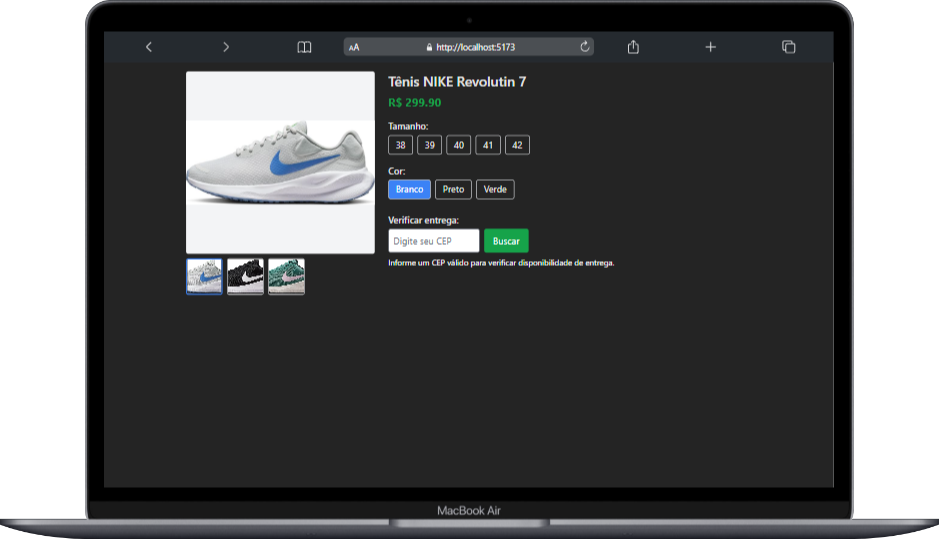 AA http://localhost:5173
Tênis NIKE Revolutin 7
R$ 299.90
Tamanho:
38 39 40 41 42
Cor:
Branco Preto Verde
Verificar entrega:
Digite seu CEP Buscar
Informe um CEP válido para verificar disponibilidade de entrega.
MacBook Air